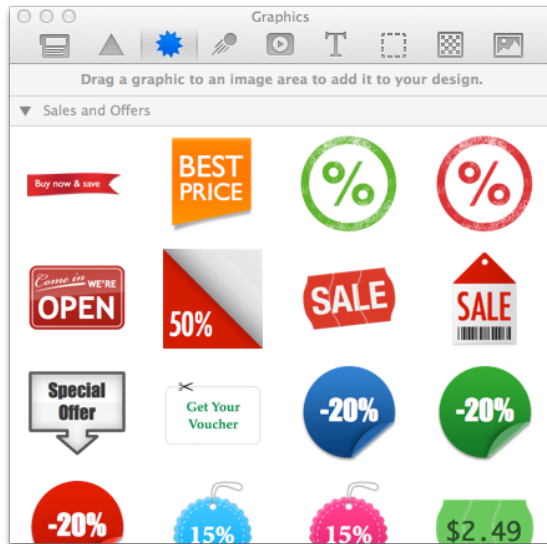 Graphics
T
Drag a graphic to an image area to add it to your design.
Sales and Offers
Buy now & save
BEST
PRICE
%
%
Come in WE'RE
OPEN
50%
SALE
SALE
Special
Offer
Get Your
Voucher
-20%
-20%
-20%
15%
15%
$2.49